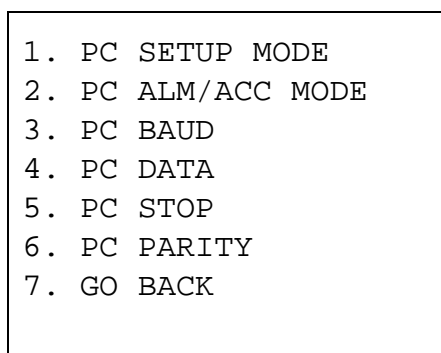 1. PC SETUP MODE
2. PC ALM/ACC MODE
3. PC BAUD
4. PC DATA
5. PC STOP
6. PC PARITY
7. GO BACK